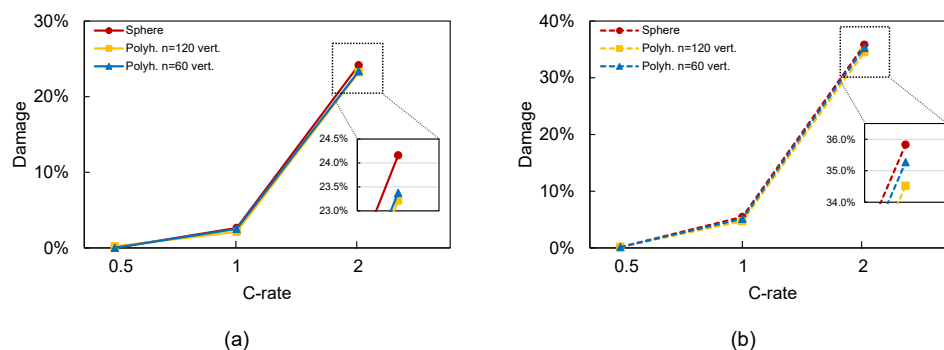 30%
20%
10%
0%
Damage
Sphere
Polyh. n=120 vert.
Polyh. n=60 vert.
24.5%
24.0%
23.5%
23.0%
0.5
1
2
C-rate
(a)
40%
30%
20%
10%
0%
Damage
Sphere
Polyh. n=120 vert.
Polyh. n=60 vert.
36.0%
35.0%
34.0%
0.5
1
2
C-rate
(b)